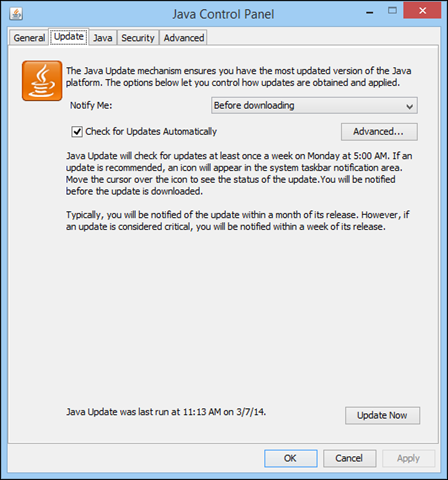 Java Control Panel
General Update Java Security Advanced
The Java Update mechanism ensures you have the most updated version of the Java
platform. The options below let you control how updates are obtained and applied.
Notify Me: Before downloading
Check for Updates Automatically Advanced...
Java Update will check for updates at least once a week on Monday at 5:00 AM. If an
update is recommended, an icon will appear in the system taskbar notification area.
Move the cursor over the icon to see the status of the update.You will be notified
before the update is downloaded.
Typically, you will be notified of the update within a month of its release. However, if
an update is considered critical, you will be notified within a week of its release.
Java Update was last run at 11:13 AM on 3/7/14.
Update Now
OK Cancel Apply